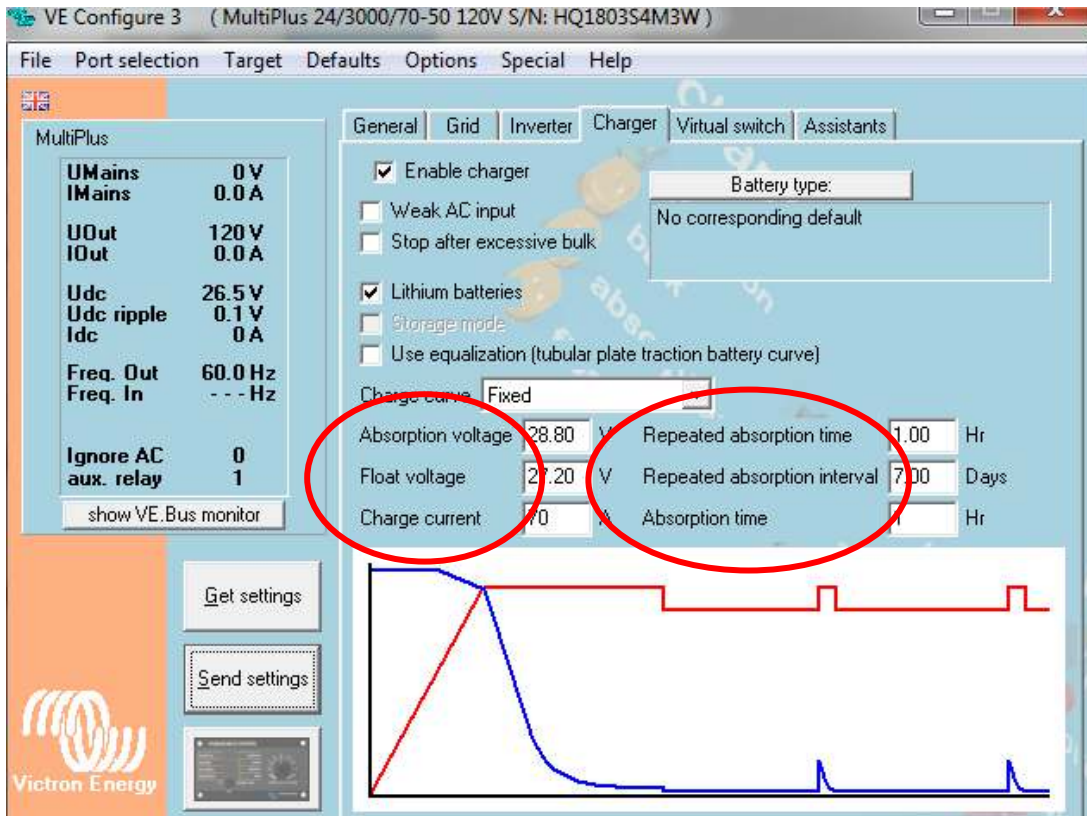 VE Configure 3 ( MultiPlus 24/3000/70-50 120V S/N: HQ1803S4M3W )
File Port selection Target Defaults Options Special Help
MultiPlus
UMains 0 V
IMains 0.0 A
UOut 120 V
IOut 0.0 A
Udc 26.5 V
Udc ripple 0.1 V
Idc 0 A
Freq. Out 60.0 Hz
Freq. In - - - Hz
Ignore AC 0
aux. relay 1
show VE.Bus monitor
Get settings
Send settings
Victron Energy
General Grid Inverter Charger Virtual switch Assistants
Enable charger
Weak AC input
Stop after excessive bulk
Battery type:
No corresponding default
Lithium batteries
Storage mode
Use equalization (tubular plate traction battery curve)
Charge curve Fixed
Absorption voltage 28.80 V Repeated absorption time 1.00 Hr
Float voltage 27.20 V Repeated absorption interval 7.00 Days
Charge current 70 A Absorption time 1 Hr